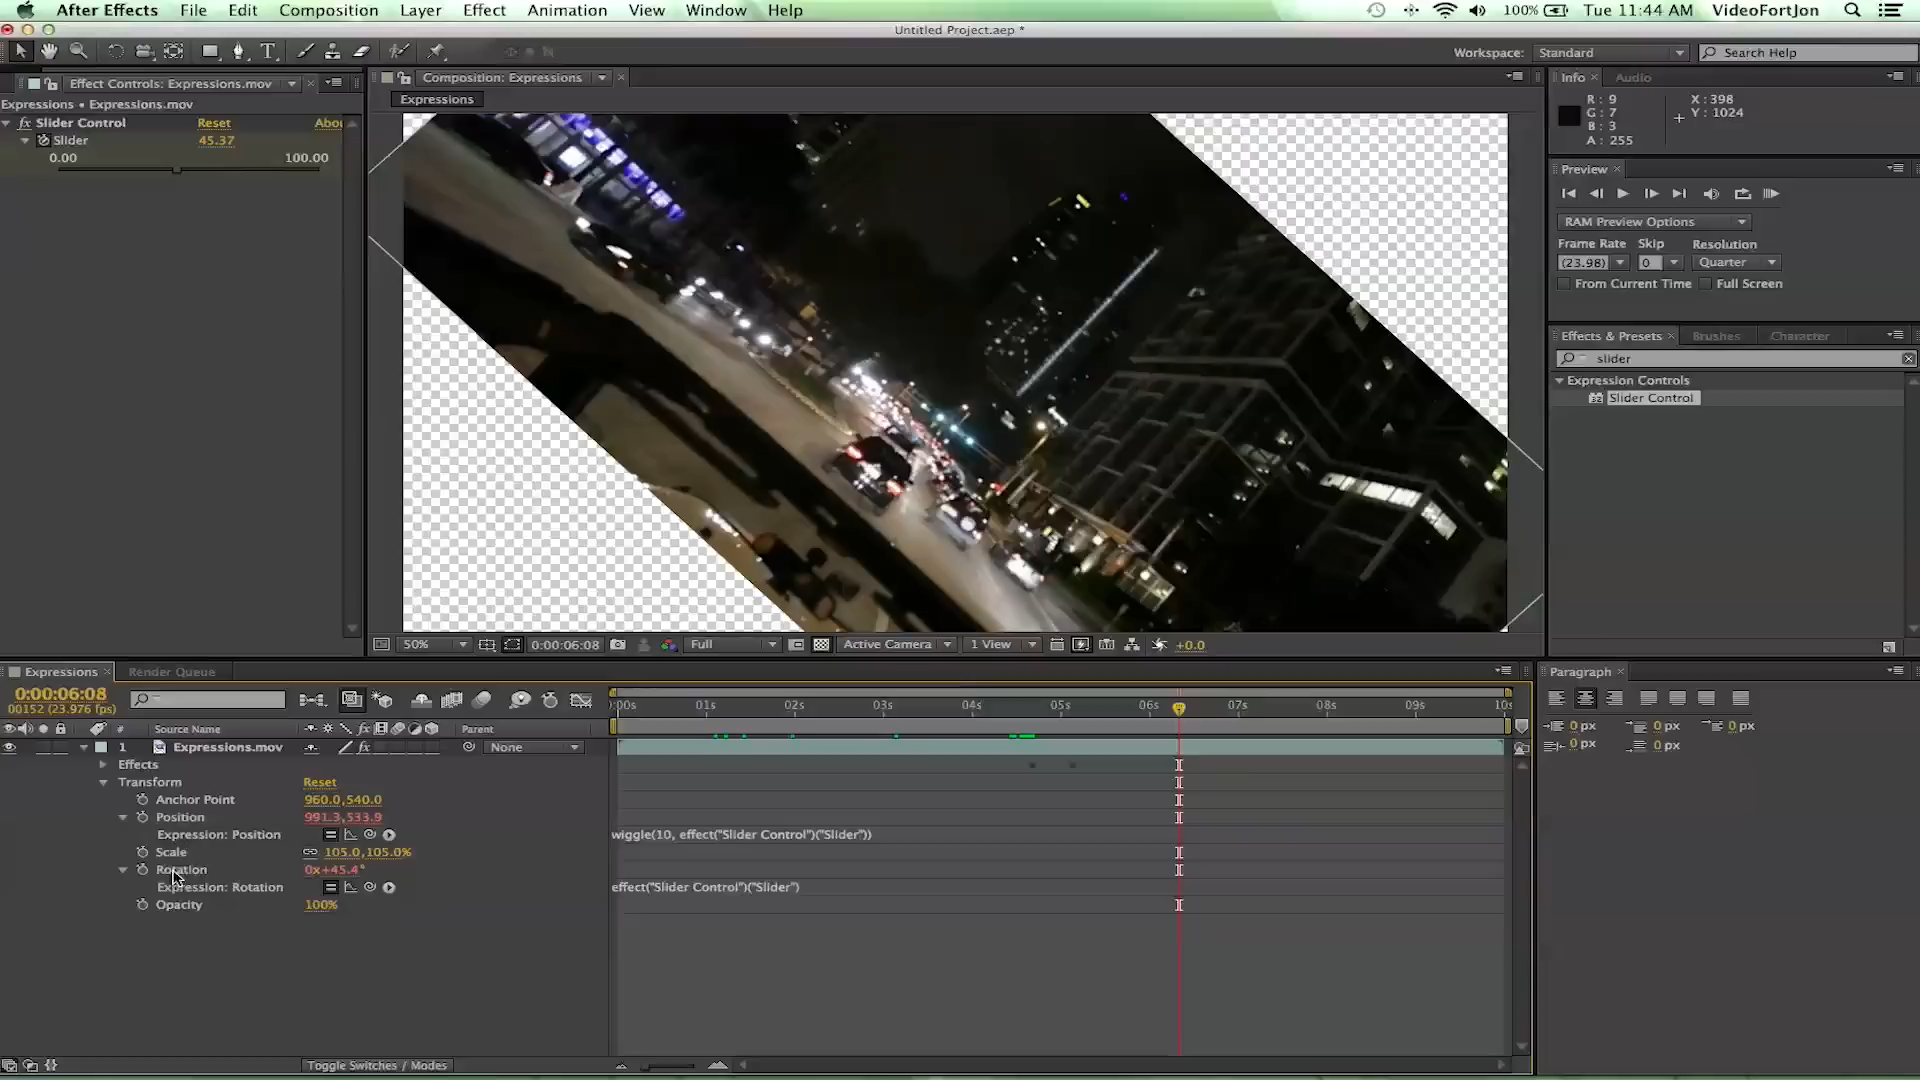 After Effects File Edit Composition Layer Effect Animation View Window Help 100% Tue 11:44 AM VideoFortJon
Untitled Project.aep *
Workspace: Standard Search Help
Effect Controls: Expressions.mov
Composition: Expressions
Info Audio
Expressions • Expressions.mov
Expressions
R: 9 X: 398
G: 7 Y: 1024
B: 3
A: 255
fx Slider Control Reset Abou
Slider 45.37
0.00 100.00
Preview
RAM Preview Options
Frame Rate Skip Resolution
(23.98) 0 Quarter
From Current Time Full Screen
Effects & Presets Brushes Character
slider
Expression Controls
Slider Control
50% 0:00:06:08 Full Active Camera 1 View +0.0
Expressions Render Queue
Paragraph
0:00:06:08
00152 (23.976 fps)
):00s 01s 02s 03s 04s 05s 06s 07s 08s 09s 10s
0 px 0 px 0 px
0 px 0 px
# Source Name fx Parent
1 Expressions.mov fx None
Effects
Transform Reset
Anchor Point 960.0,540.0
Position 991.3,533.9
Expression: Position wiggle(10, effect("Slider Control")("Slider"))
Scale 105.0,105.0%
Rotation 0x+45.4°
Expression: Rotation effect("Slider Control")("Slider")
Opacity 100%
Toggle Switches / Modes